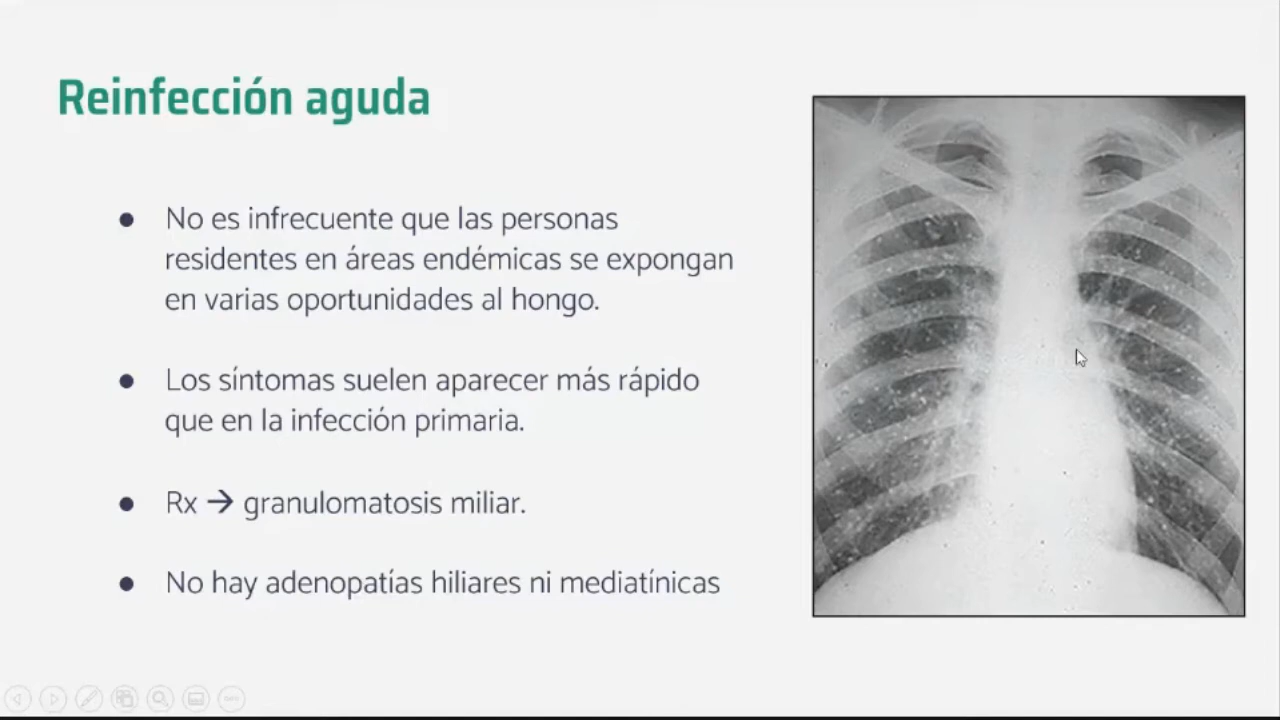 Reinfección aguda
● No es infrecuente que las personas
residentes en áreas endémicas se expongan
en varias oportunidades al hongo.
● Los síntomas suelen aparecer más rápido
que en la infección primaria.
● Rx → granulomatosis miliar.
● No hay adenopatías hiliares ni mediatínicas